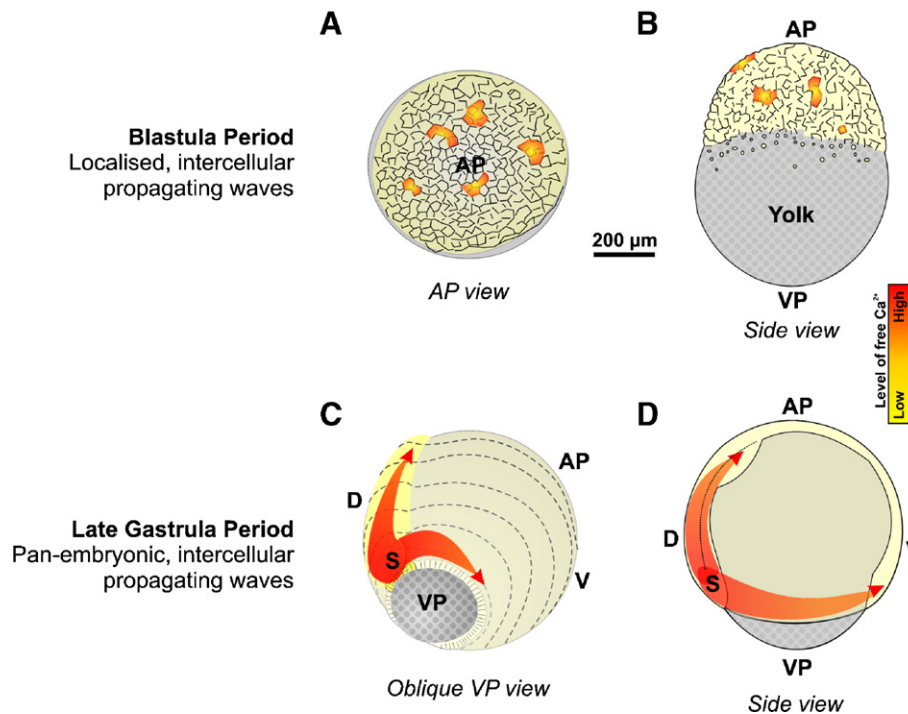 A
B
AP
Blastula Period
Localised, intercellular
propagating waves
AP
200 µm
Yolk
AP view
VP
Side view
Level of free Ca²⁺
High
Low
C
D
AP
AP
D
D
V
Late Gastrula Period
Pan-embryonic, intercellular
propagating waves
S
S
V
VP
VP
Oblique VP view
Side view